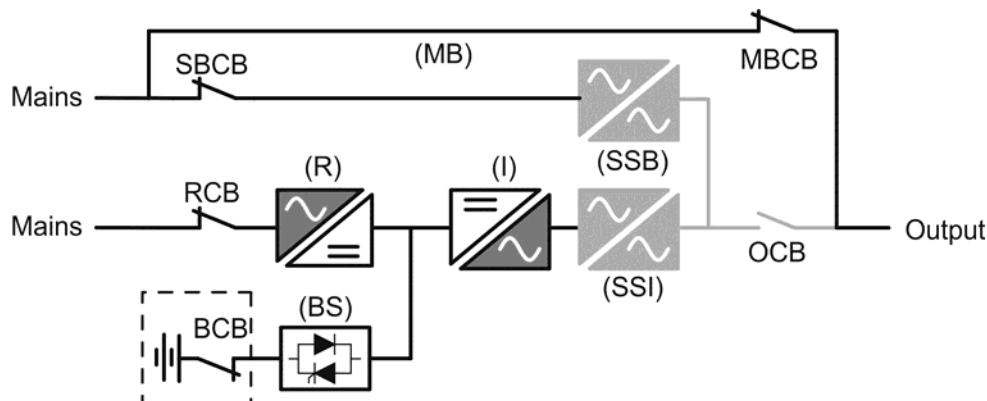 (MB)
MBCB
SBCB
Mains
(SSB)
(R)
(I)
RCB
Mains
Output
OCB
(SSI)
(BS)
BCB